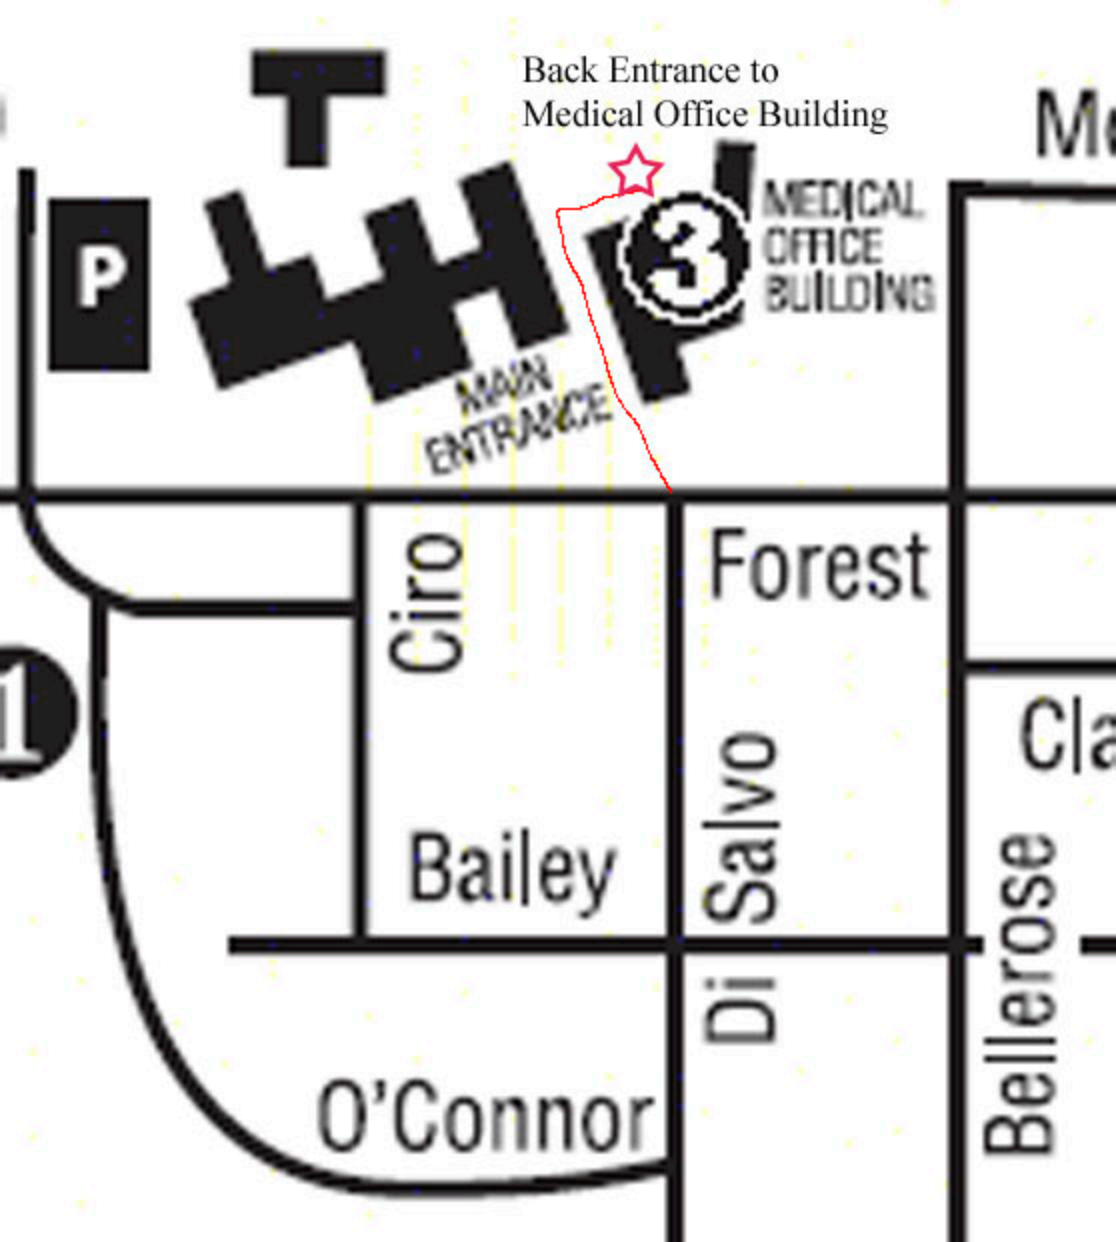 Back Entrance to
Medical Office Building
P
3
MEDICAL
OFFICE
BUILDING
MAIN
ENTRANCE
Forest
Ciro
1
Di Salvo
Bailey
Bellerose
O'Connor